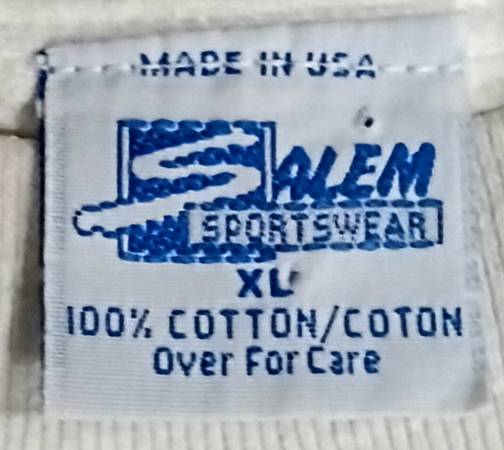 MADE IN USA
SALEM
SPORTSWEAR
XL
100% COTTON/COTON
Over For Care